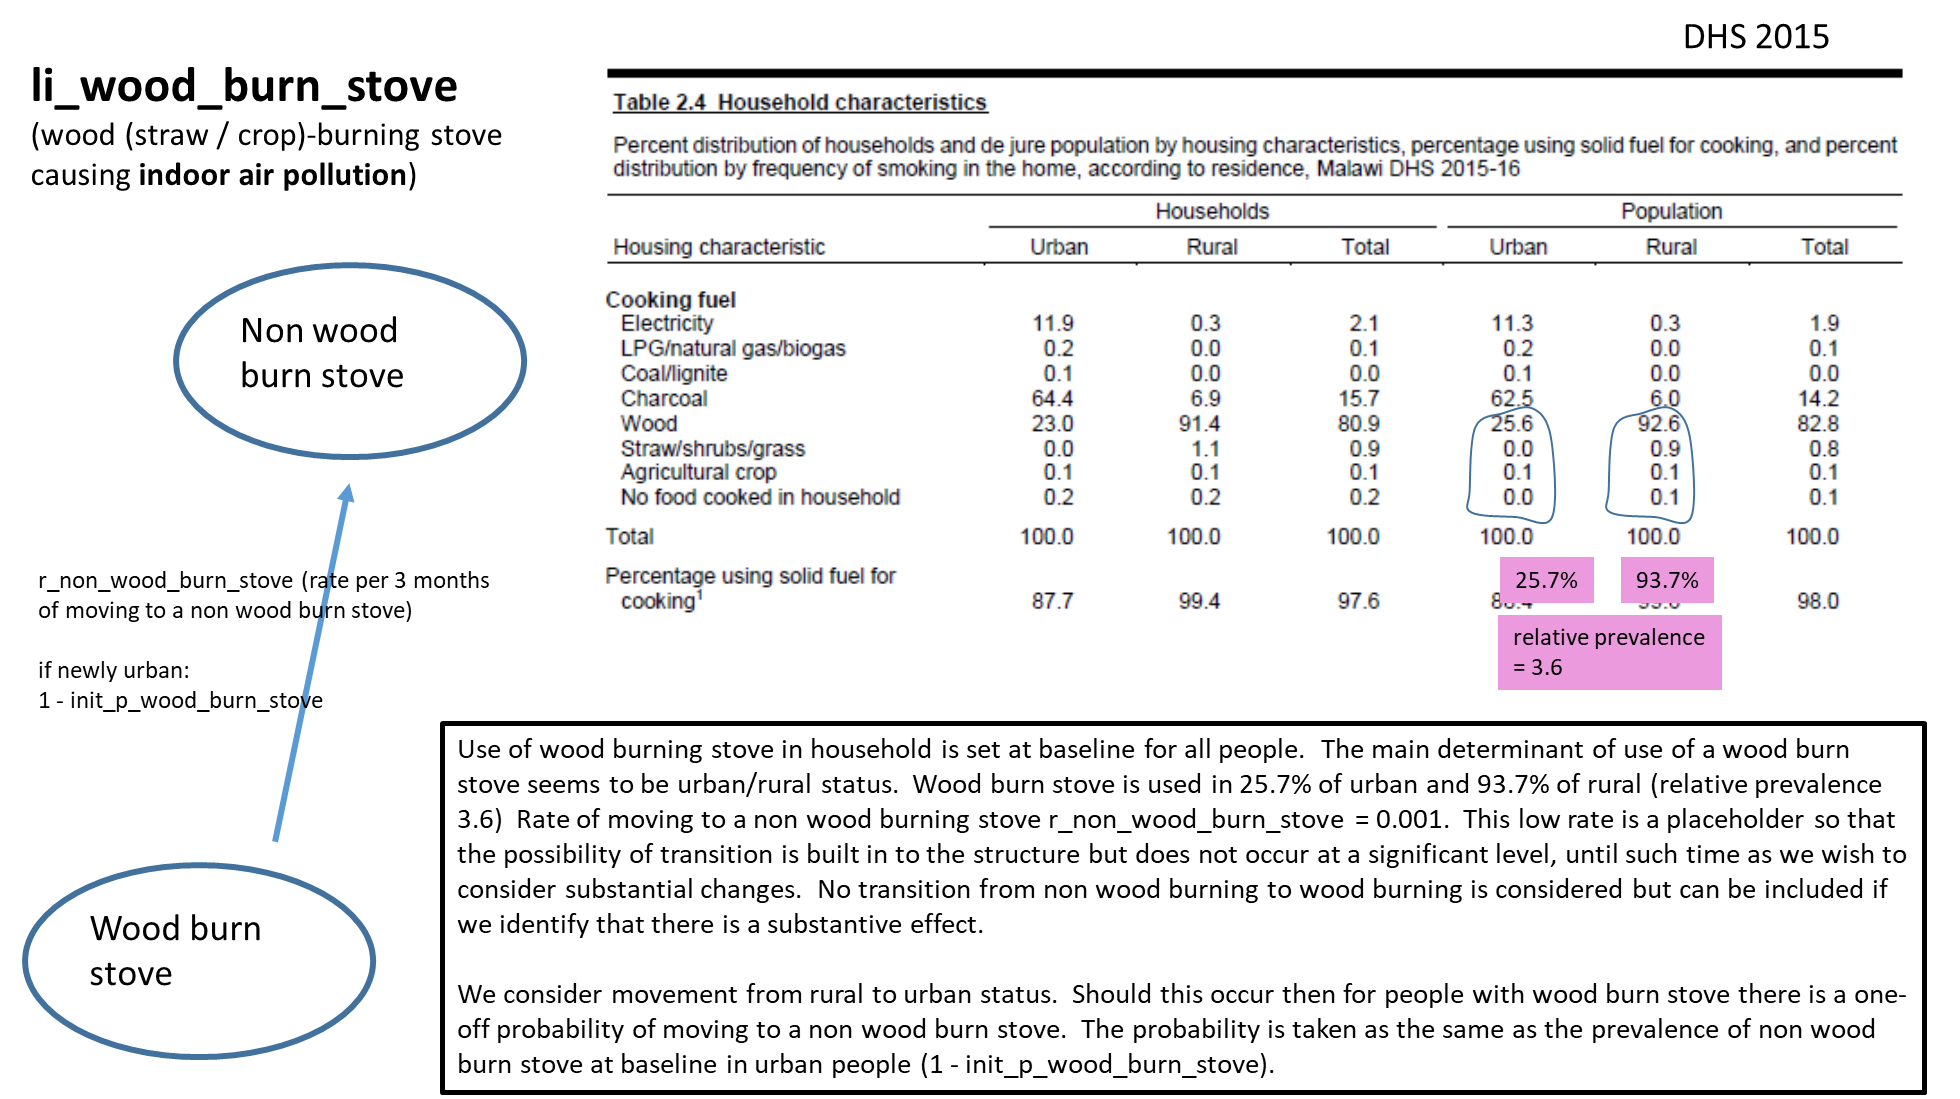 DHS 2015
li_wood_burn_stove
(wood (straw / crop)-burning stove
causing indoor air pollution)
Table 2.4 Household characteristics
Percent distribution of households and de jure population by housing characteristics, percentage using solid fuel for cooking, and percent
distribution by frequency of smoking in the home, according to residence, Malawi DHS 2015-16
Households Population
Housing characteristic Urban Rural Total Urban Rural Total
Cooking fuel
Electricity 11.9 0.3 2.1 11.3 0.3 1.9
LPG/natural gas/biogas 0.2 0.0 0.1 0.2 0.0 0.1
Coal/lignite 0.1 0.0 0.0 0.1 0.0 0.0
Charcoal 64.4 6.9 15.7 62.5 6.0 14.2
Wood 23.0 91.4 80.9 25.6 92.6 82.8
Straw/shrubs/grass 0.0 1.1 0.9 0.0 0.9 0.8
Agricultural crop 0.1 0.1 0.1 0.1 0.1 0.1
No food cooked in household 0.2 0.2 0.2 0.0 0.1 0.1
Total 100.0 100.0 100.0 100.0 100.0 100.0
Percentage using solid fuel for
cooking1 87.7 99.4 97.6 98.0
25.7% 93.7%
relative prevalence
= 3.6
Non wood
burn stove
r_non_wood_burn_stove (rate per 3 months
of moving to a non wood burn stove)
if newly urban:
1 - init_p_wood_burn_stove
Wood burn
stove
Use of wood burning stove in household is set at baseline for all people. The main determinant of use of a wood burn
stove seems to be urban/rural status. Wood burn stove is used in 25.7% of urban and 93.7% of rural (relative prevalence
3.6) Rate of moving to a non wood burning stove r_non_wood_burn_stove = 0.001. This low rate is a placeholder so that
the possibility of transition is built in to the structure but does not occur at a significant level, until such time as we wish to
consider substantial changes. No transition from non wood burning to wood burning is considered but can be included if
we identify that there is a substantive effect.
We consider movement from rural to urban status. Should this occur then for people with wood burn stove there is a one-
off probability of moving to a non wood burn stove. The probability is taken as the same as the prevalence of non wood
burn stove at baseline in urban people (1 - init_p_wood_burn_stove).